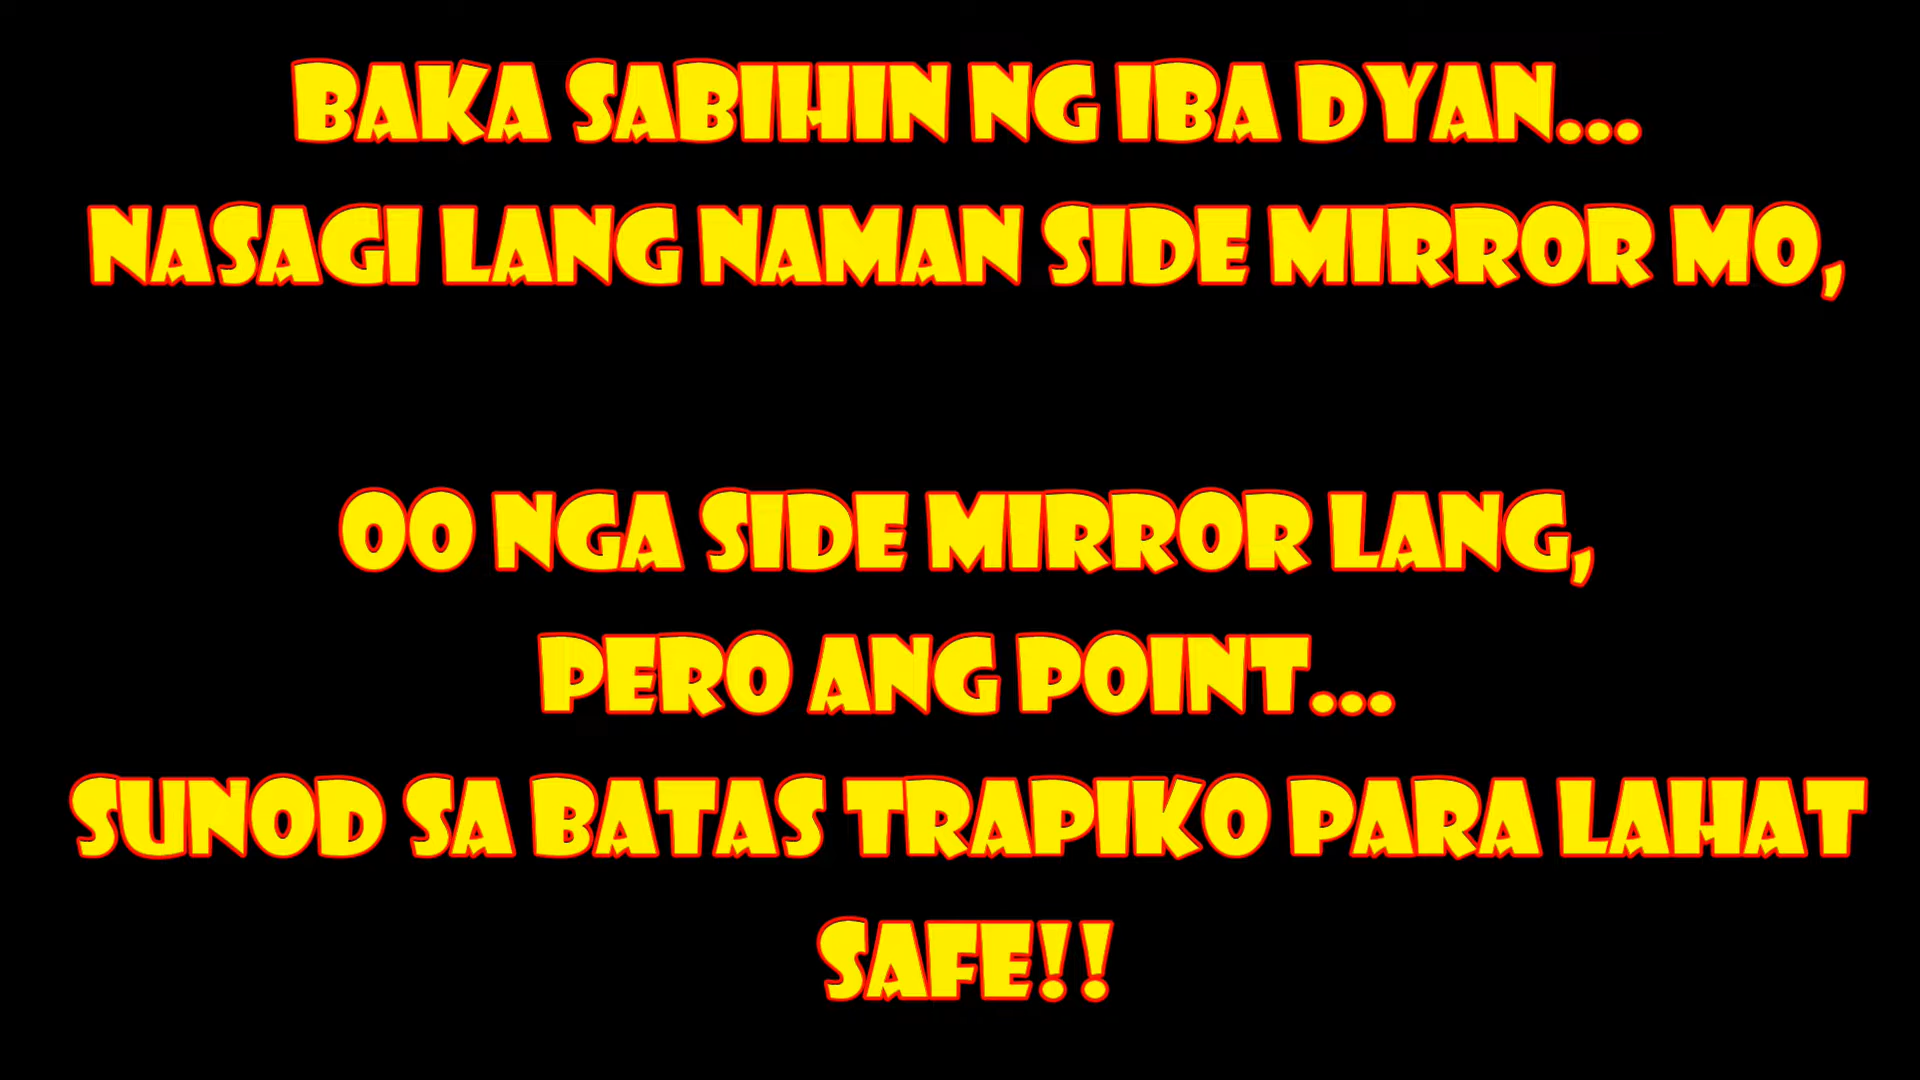 BAKA SABIHIN NG IBA DYAN...
NASAGI LANG NAMAN SIDE MIRROR MO,
OO NGA SIDE MIRROR LANG,
PERO ANG POINT...
SUNOD SA BATAS TRAPIKO PARA LAHAT
SAFE!!